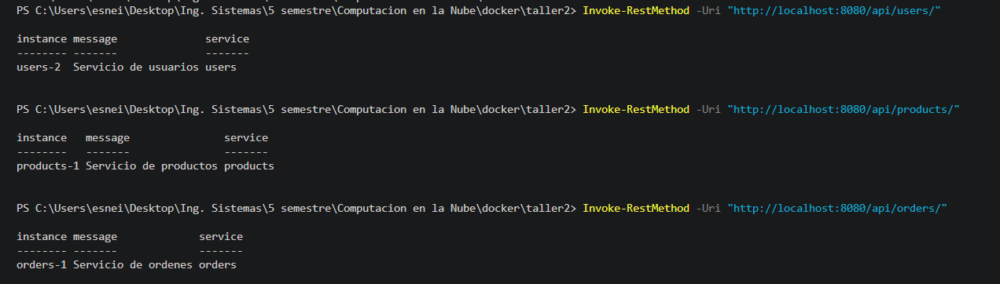 PS C:\Users\esnei\Desktop\Ing. Sistemas\5 semestre\Computacion en la Nube\docker\taller2> Invoke-RestMethod -Uri "http://localhost:8080/api/users/"
instance message service
-------- ------- -------
users-2 Servicio de usuarios users
PS C:\Users\esnei\Desktop\Ing. Sistemas\5 semestre\Computacion en la Nube\docker\taller2> Invoke-RestMethod -Uri "http://localhost:8080/api/products/"
instance message service
-------- ------- -------
products-1 Servicio de productos products
PS C:\Users\esnei\Desktop\Ing. Sistemas\5 semestre\Computacion en la Nube\docker\taller2> Invoke-RestMethod -Uri "http://localhost:8080/api/orders/"
instance message service
-------- ------- -------
orders-1 Servicio de ordenes orders